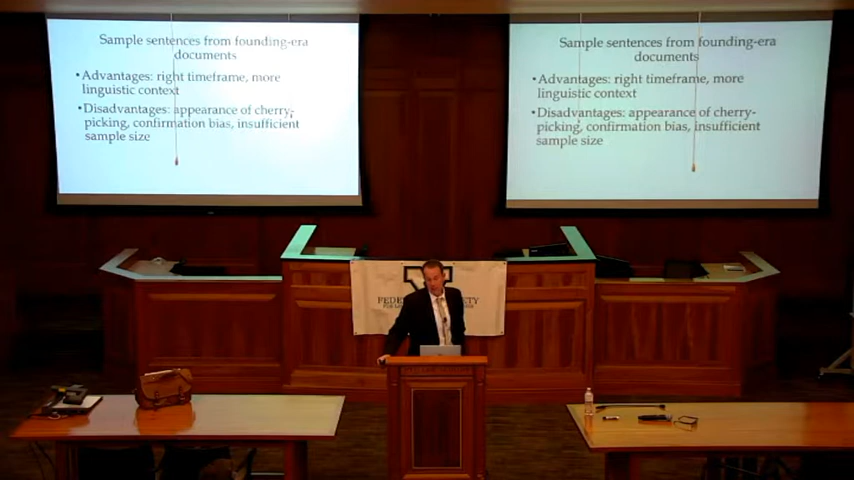 Sample sentences from founding-era
documents
•Advantages: right timeframe, more
linguistic context
•Disadvantages: appearance of cherry-
picking, confirmation bias, insufficient
sample size
Sample sentences from founding-era
documents
•Advantages: right timeframe, more
linguistic context
•Disadvantages: appearance of cherry-
picking, confirmation bias, insufficient
sample size